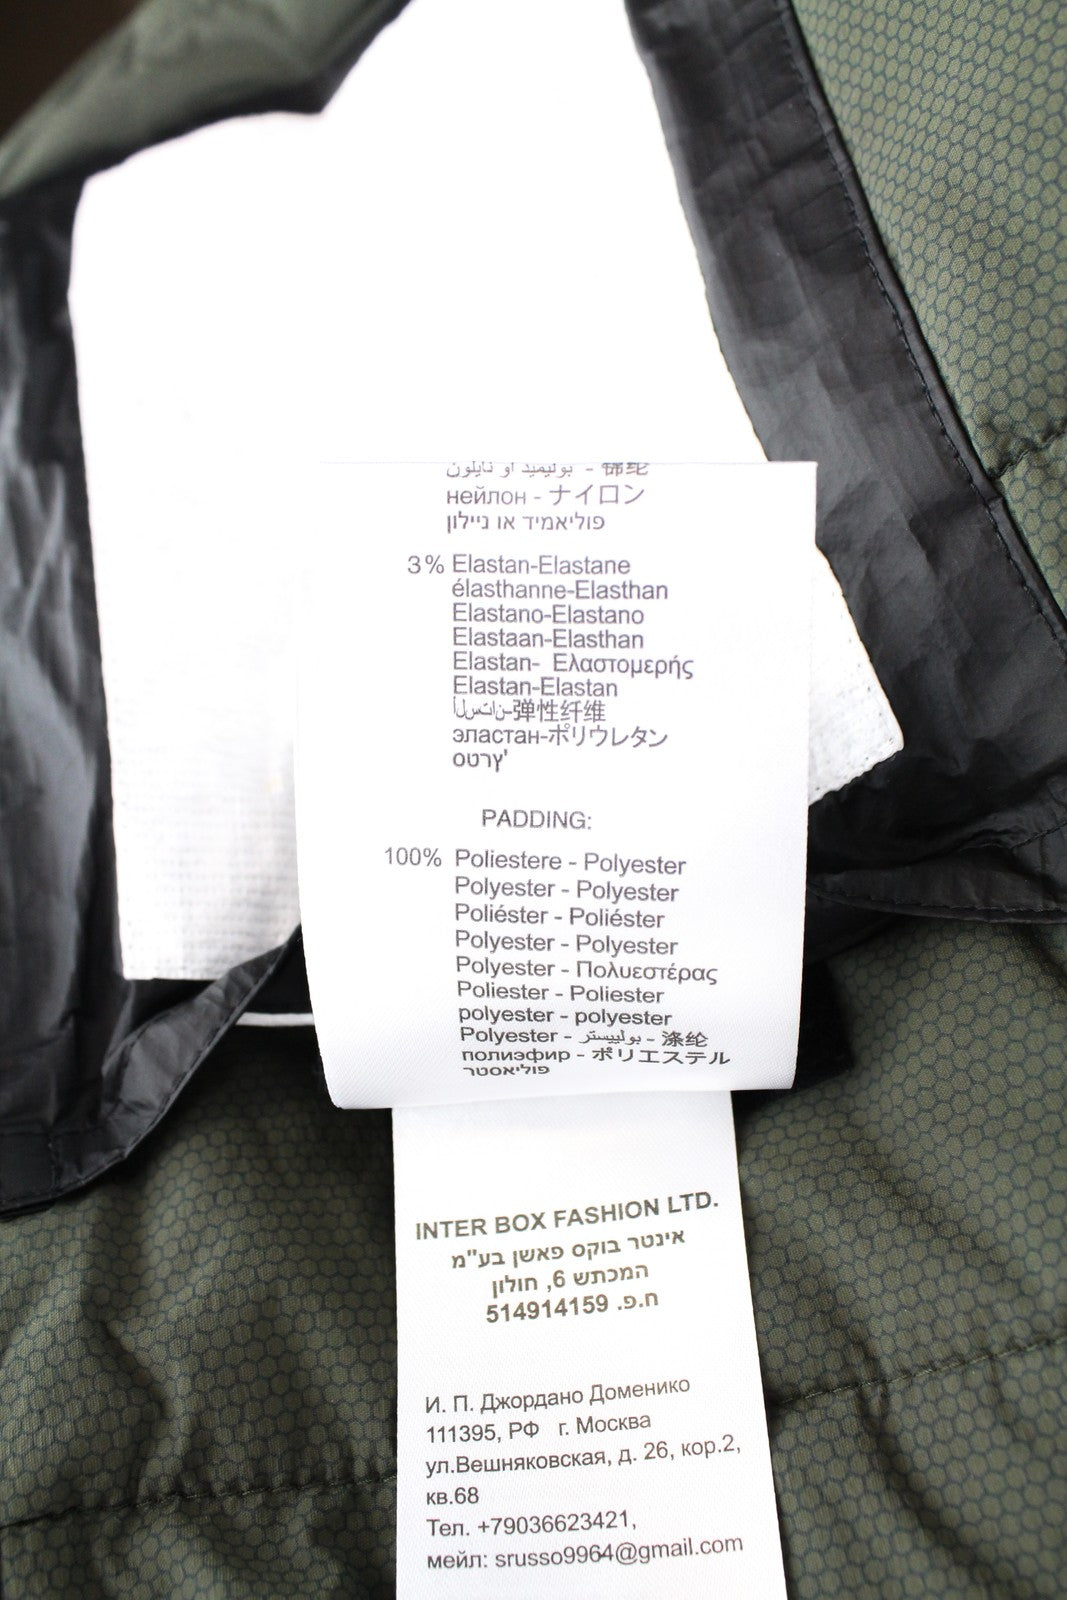 بوليميد او نايلون - 锦纶
нейлон - ナイロン
פוליאמיד או ניילון
3% Elastan-Elastane
élasthanne-Elasthan
Elastano-Elastano
Elastaan-Elasthan
Elastan- Ελαστομερής
Elastan-Elastan
弹性纤维
эластан-ポリウレタン
PADDING:
100% Poliestere - Polyester
Polyester - Polyester
Poliéster - Poliéster
Polyester - Polyester
Polyester - Πολυεστέρας
Poliester - Poliester
polyester - polyester
Polyester - بولييستر - 涤纶
полиэфир - ポリエステル
פוליאסטר
INTER BOX FASHION LTD.
אינטר בוקס פאשן בע"מ
המכתש 6, חולון
ח.פ. 514914159
И. П. Джордано Доменико
111395, РФ г. Москва
ул.Вешняковская, д. 26, кор.2,
кв.68
Тел. +79036623421,
мейл: srusso9964@gmail.com